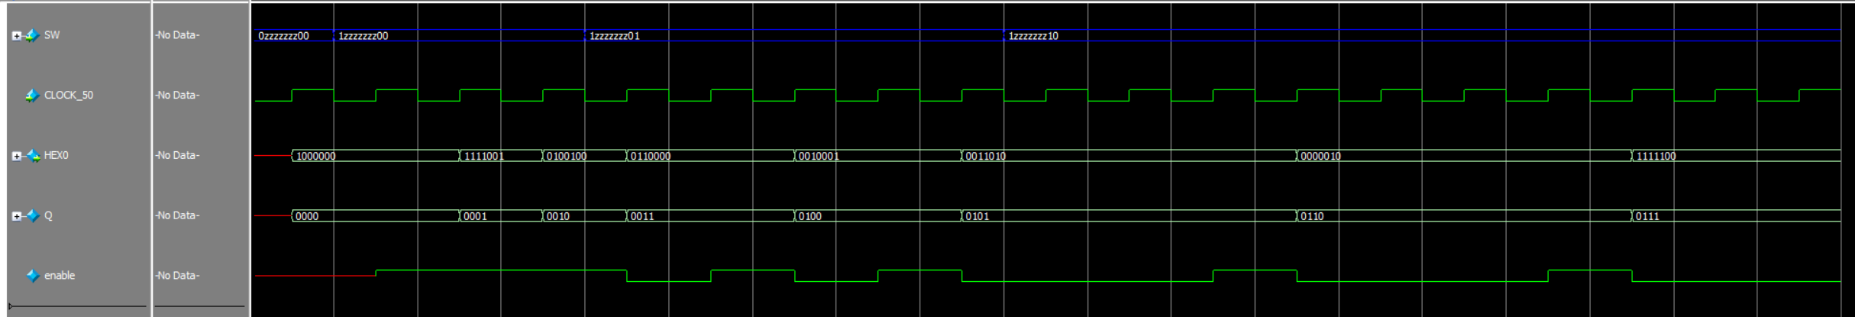 SW -No Data- 0zzzzzzz00 1zzzzzzz00 1zzzzzzz01 1zzzzzzz10
CLOCK_50 -No Data-
HEX0 -No Data- 1000000 1111001 0100100 0110000 0010001 0011010 0000010 1111100
Q -No Data- 0000 0001 0010 0011 0100 0101 0110 0111
enable -No Data-